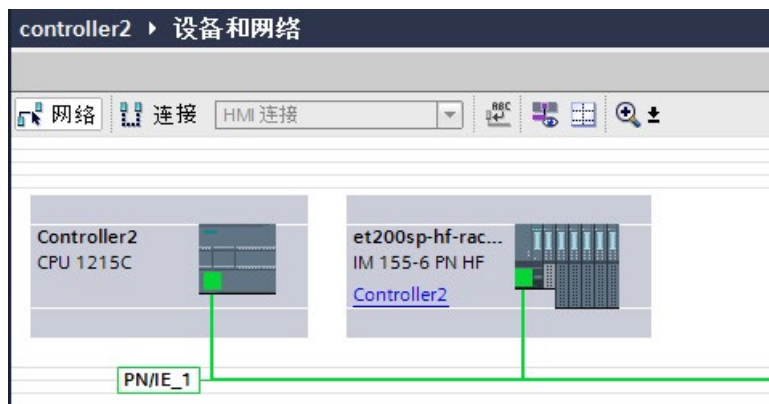 controller2 ▸ 设备和网络
网络 连接 HMI 连接
Controller2
CPU 1215C
et200sp-hf-rac...
IM 155-6 PN HF
Controller2
PN/IE_1